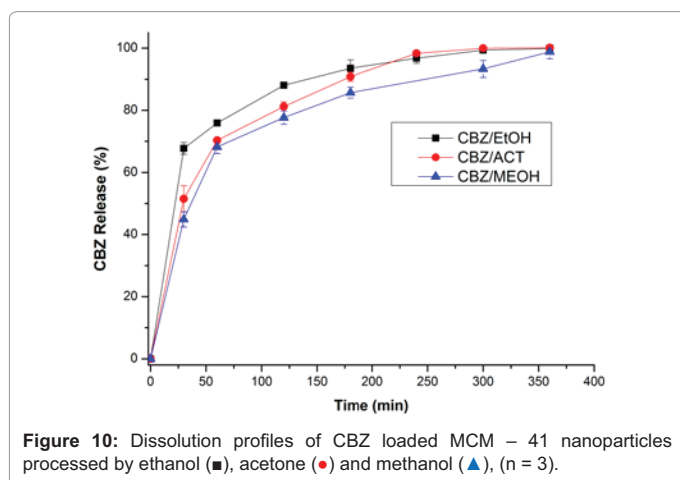 100
80
60
40
20
0
CBZ Release (%)
CBZ/EtOH
CBZ/ACT
CBZ/MEOH
0 50 100 150 200 250 300 350 400
Time (min)
Figure 10: Dissolution profiles of CBZ loaded MCM – 41 nanoparticles
processed by ethanol (■), acetone (●) and methanol (▲), (n = 3).